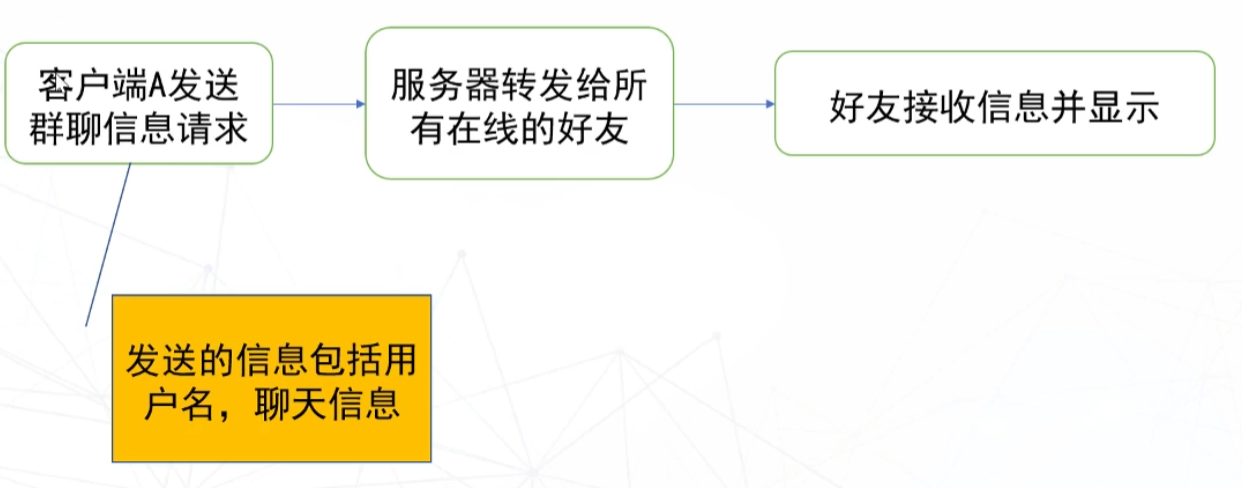 客户端A发送
群聊信息请求
服务器转发给所
有在线的好友
好友接收信息并显示
发送的信息包括用
户名，聊天信息